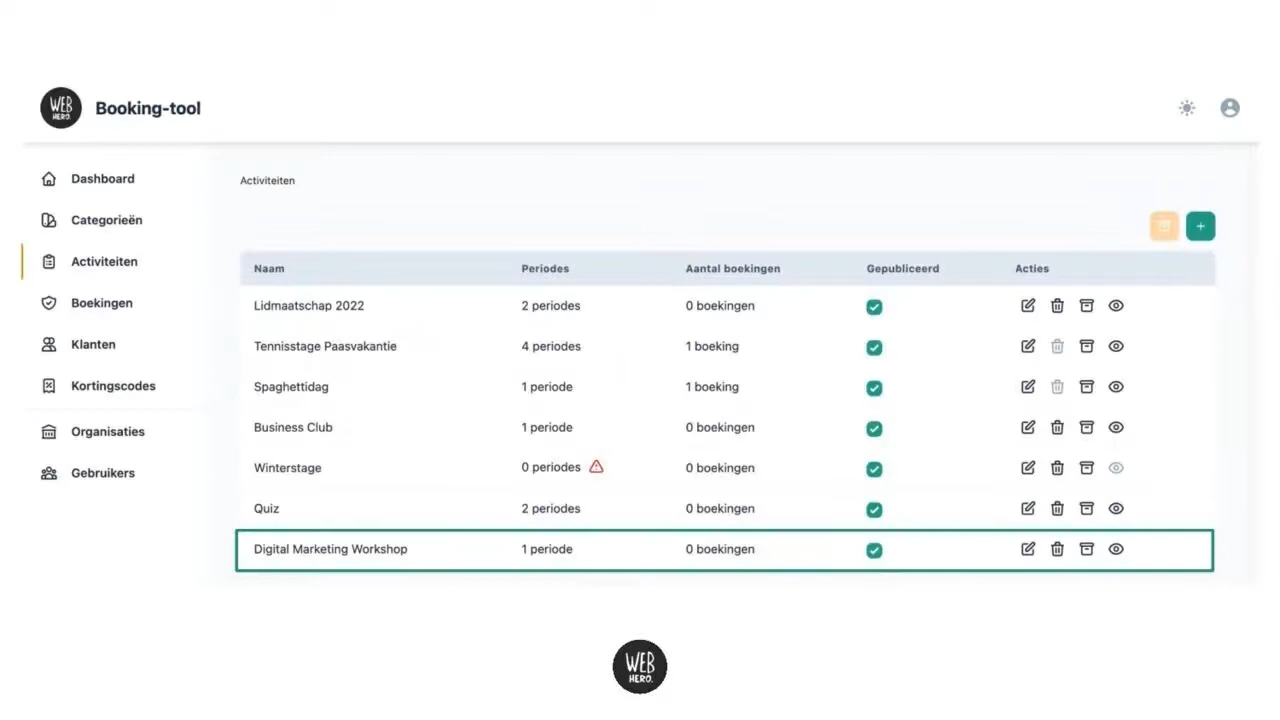 WEB
HERO.
Booking-tool
Dashboard
Categorieën
Activiteiten
Boekingen
Klanten
Kortingscodes
Organisaties
Gebruikers
Activiteiten
+
Naam Periodes Aantal boekingen Gepubliceerd Acties
Lidmaatschap 2022 2 periodes 0 boekingen
Tennisstage Paasvakantie 4 periodes 1 boeking
Spaghettidag 1 periode 1 boeking
Business Club 1 periode 0 boekingen
Winterstage 0 periodes 0 boekingen
Quiz 2 periodes 0 boekingen
Digital Marketing Workshop 1 periode 0 boekingen
WEB
HERO.